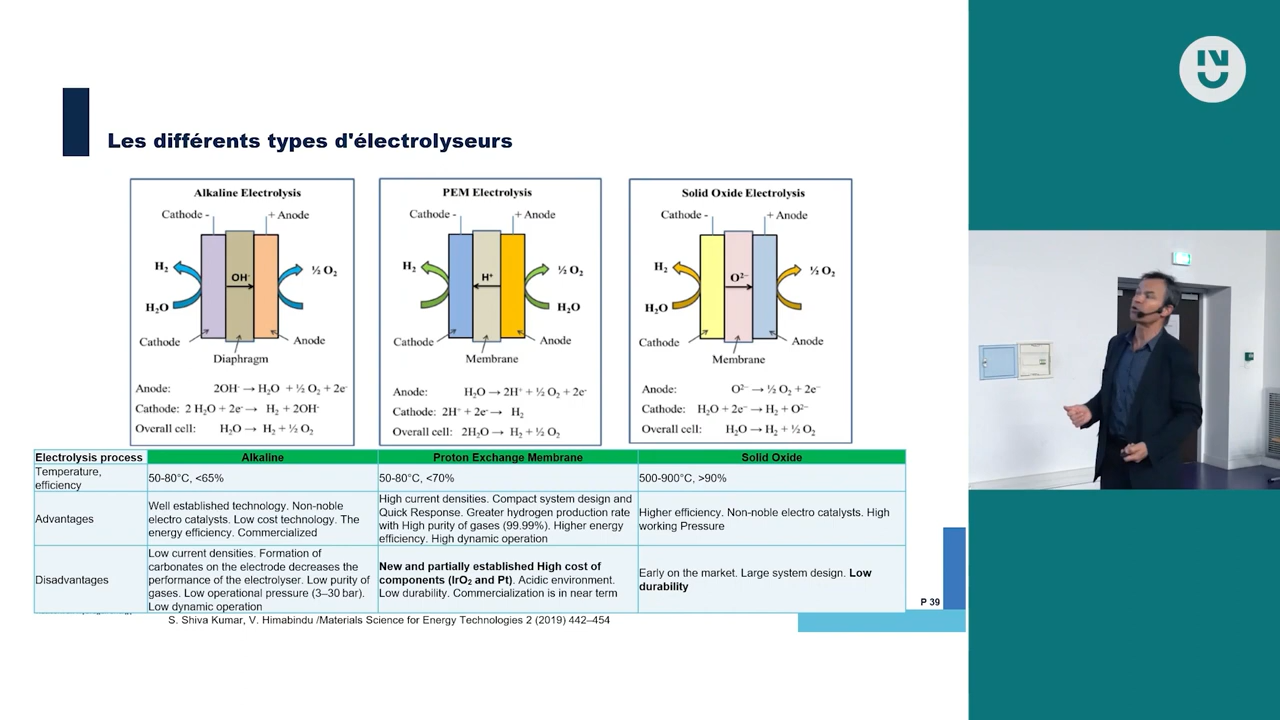 Les différents types d'électrolyseurs
Alkaline Electrolysis
Cathode -
+ Anode
H₂
OH⁻
½ O₂
H₂O
Cathode
Anode
Diaphragm
Anode: 2OH⁻ → H₂O + ½ O₂ + 2e⁻
Cathode: 2 H₂O + 2e⁻ → H₂ + 2OH⁻
Overall cell: H₂O → H₂ + ½ O₂
PEM Electrolysis
Cathode -
+ Anode
H₂
H⁺
½ O₂
H₂O
Cathode
Anode
Membrane
Anode: H₂O → 2H⁺ + ½ O₂ + 2e⁻
Cathode: 2H⁺ + 2e⁻ → H₂
Overall cell: 2H₂O → H₂ + ½ O₂
Solid Oxide Electrolysis
Cathode -
+ Anode
H₂
O²⁻
½ O₂
H₂O
Cathode
Anode
Membrane
Anode: O²⁻ → ½ O₂ + 2e⁻
Cathode: H₂O + 2e⁻ → H₂ + O²⁻
Overall cell: H₂O → H₂ + ½ O₂
Electrolysis process Alkaline Proton Exchange Membrane Solid Oxide
Temperature,
efficiency
50-80°C, <65%
50-80°C, <70%
500-900°C, >90%
Advantages
Well established technology. Non-noble
electro catalysts. Low cost technology. The
energy efficiency. Commercialized
High current densities. Compact system design and
Quick Response. Greater hydrogen production rate
with High purity of gases (99.99%). Higher energy
efficiency. High dynamic operation
Higher efficiency. Non-noble electro catalysts. High
working Pressure
Disadvantages
Low current densities. Formation of
carbonates on the electrode decreases the
performance of the electrolyser. Low purity of
gases. Low operational pressure (3–30 bar).
Low dynamic operation
New and partially established High cost of
components (IrO₂ and Pt). Acidic environment.
Low durability. Commercialization is in near term
Early on the market. Large system design. Low
durability
P 39
S. Shiva Kumar, V. Himabindu /Materials Science for Energy Technologies 2 (2019) 442–454